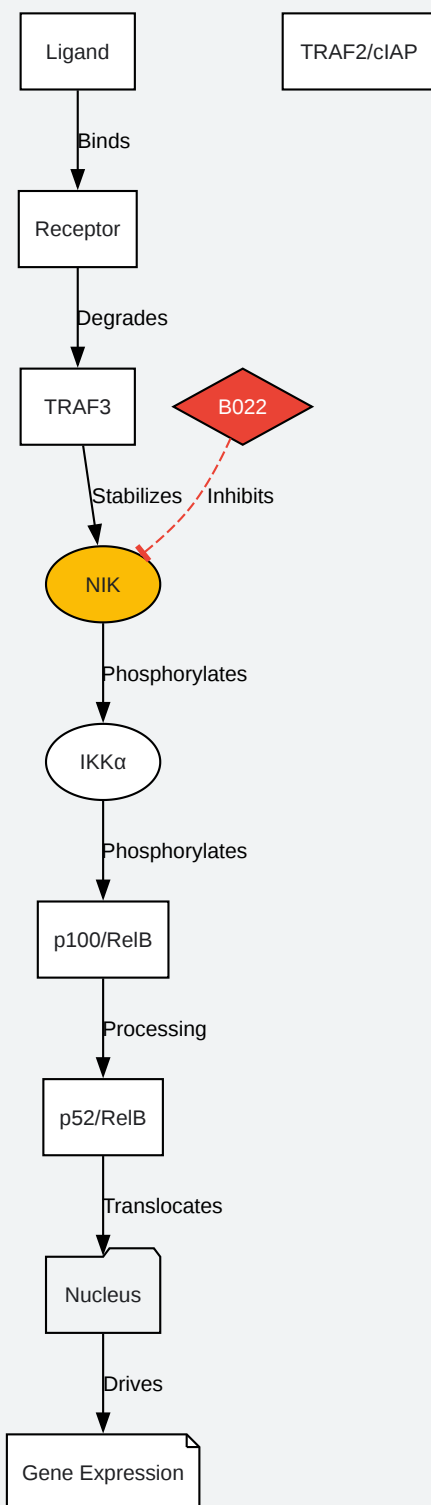 Ligand
TRAF2/cIAP
Binds
Receptor
Degrades
TRAF3
B022
Stabilizes
Inhibits
NIK
Phosphorylates
IKKα
Phosphorylates
p100/RelB
Processing
p52/RelB
Translocates
Nucleus
Drives
Gene Expression